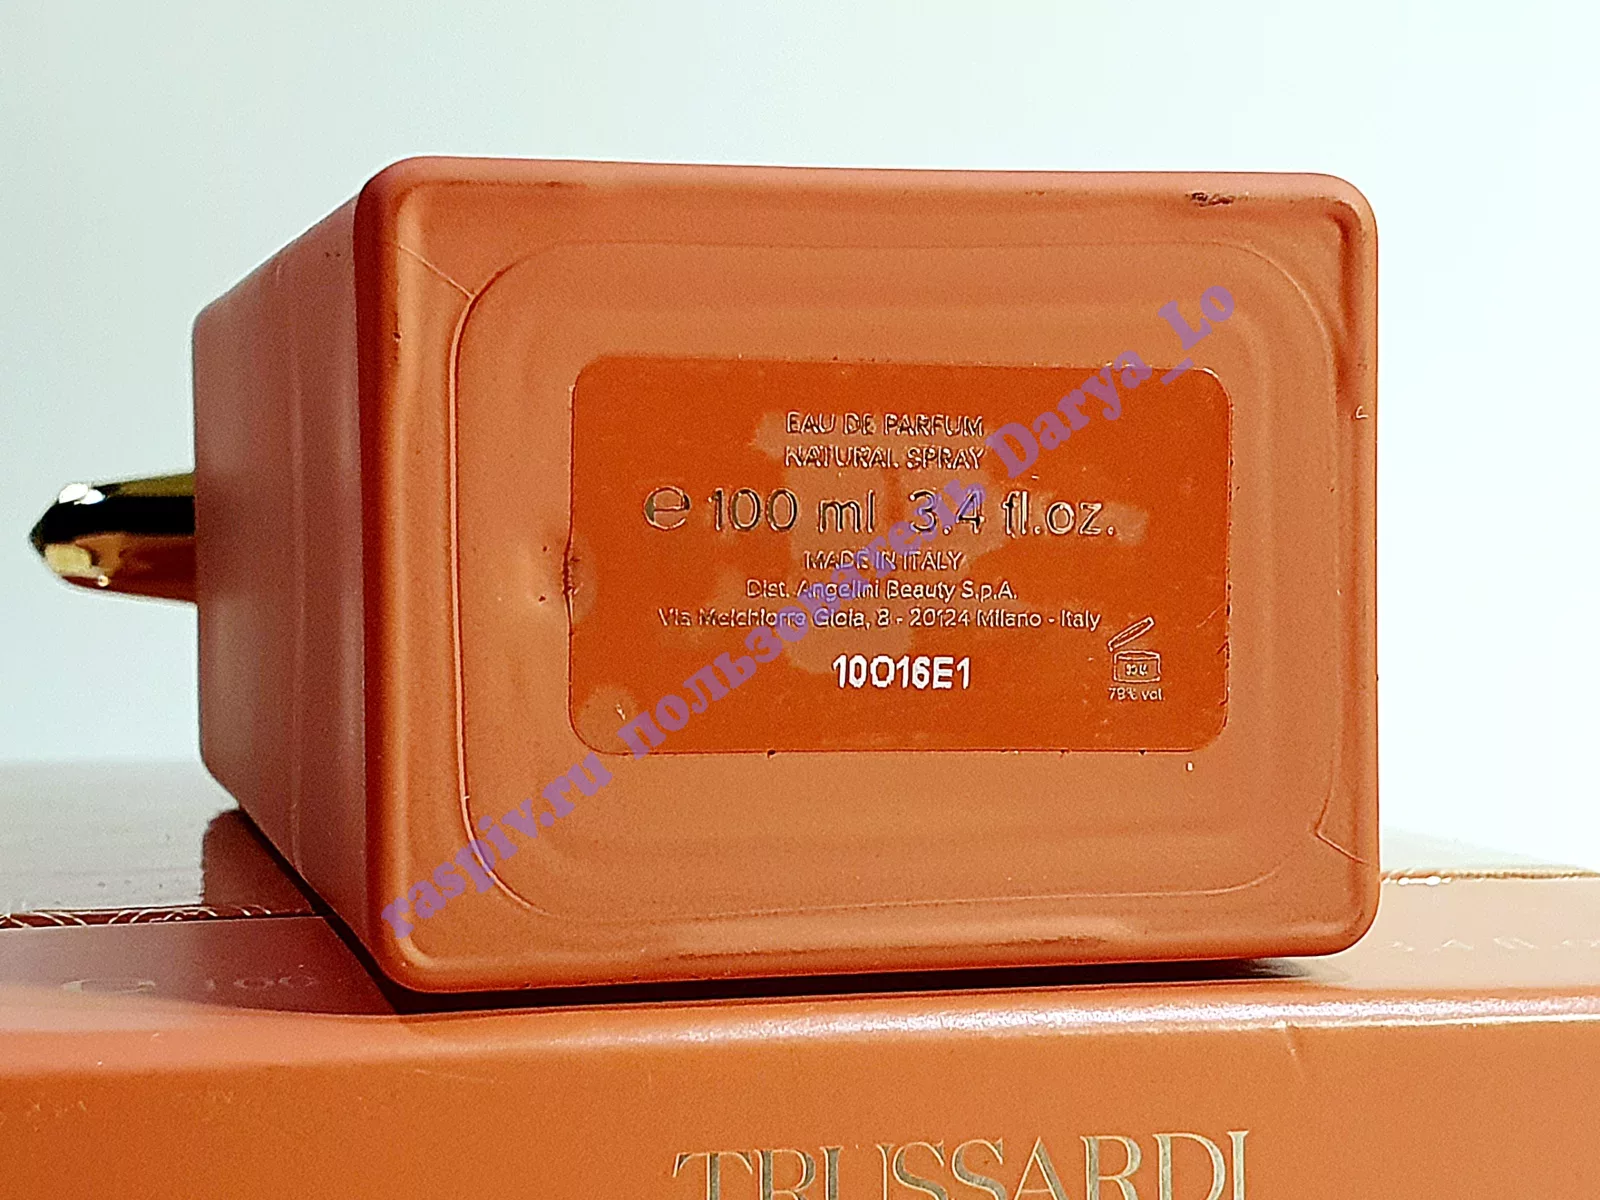 EAU DE PARFUM
NATURAL SPRAY
e 100 ml 3.4 fl.oz.
MADE IN ITALY
Dist. Angelini Beauty S.p.A.
Via Melchiorre Gioia, 8 - 20124 Milano - Italy
10O16E1
78% vol
raspiv.ru пользователь Darya_Lo
e 100
TRUSSARDI